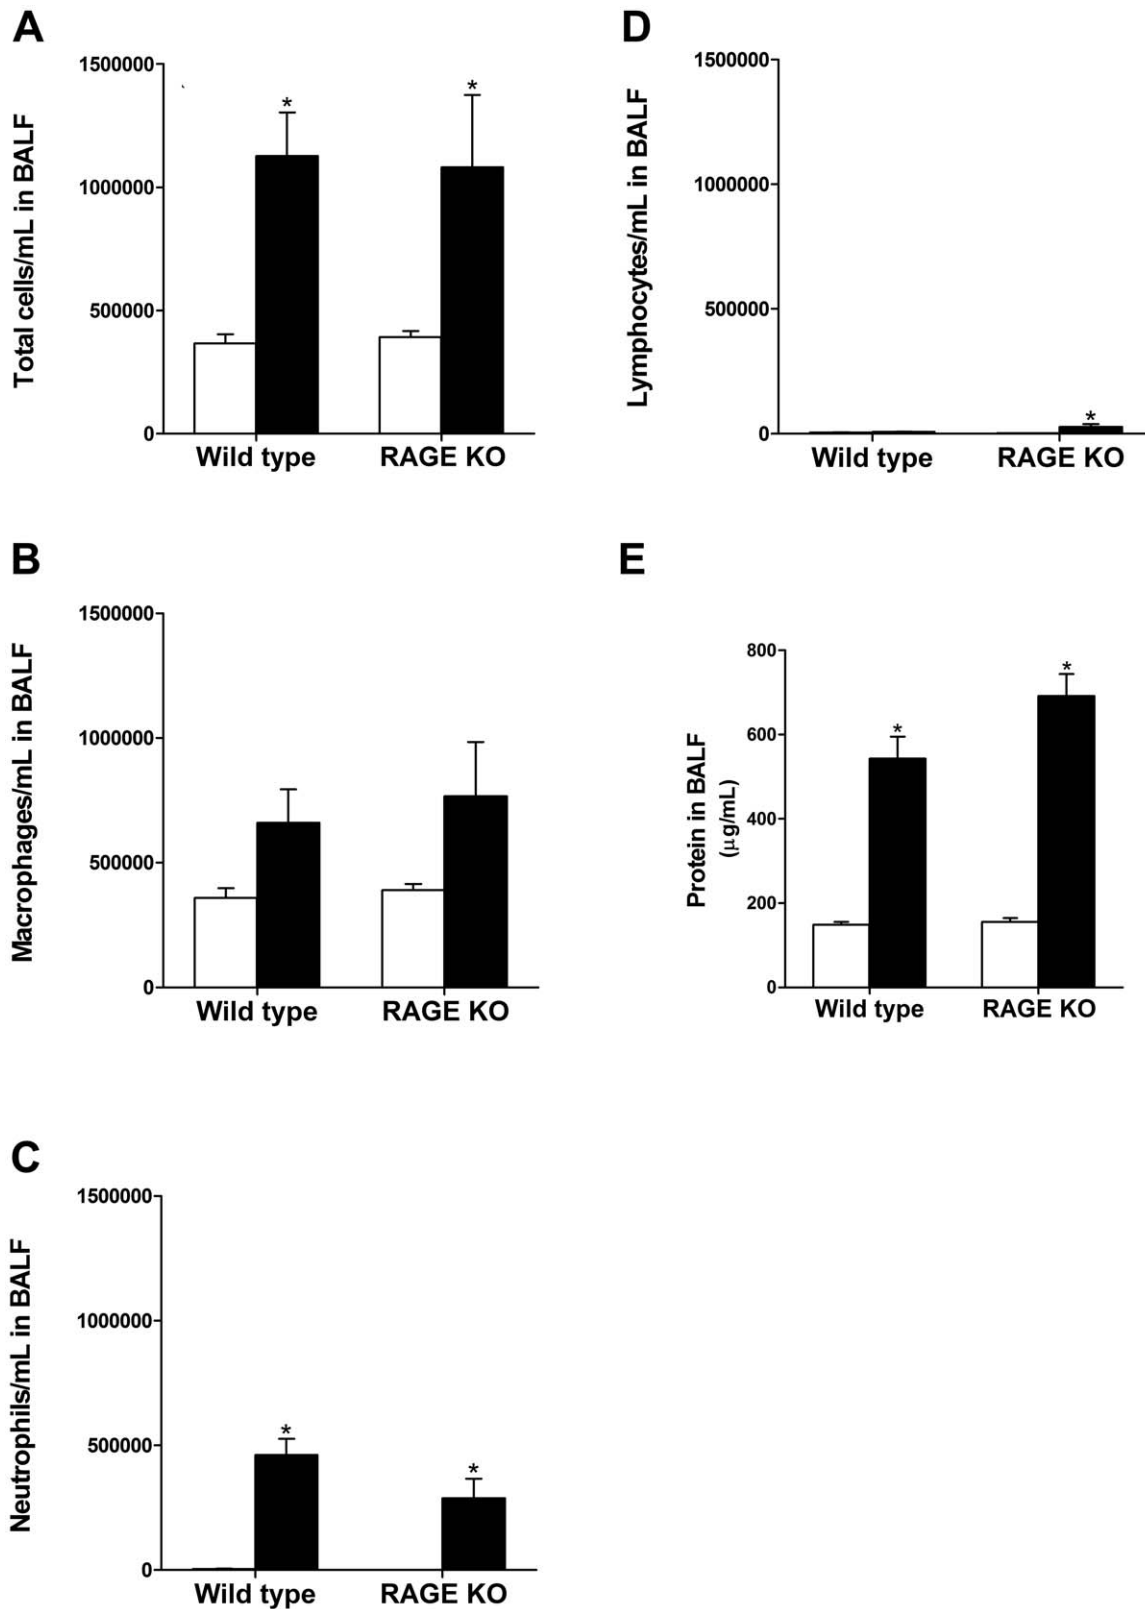 A
Total cells/mL in BALF
1500000
1000000
500000
0
*
*
Wild type
RAGE KO
D
Lymphocytes/mL in BALF
1500000
1000000
500000
0
*
Wild type
RAGE KO
B
Macrophages/mL in BALF
1500000
1000000
500000
0
Wild type
RAGE KO
E
Protein in BALF
(µg/mL)
800
600
400
200
0
*
*
Wild type
RAGE KO
C
Neutrophils/mL in BALF
1500000
1000000
500000
0
*
*
Wild type
RAGE KO